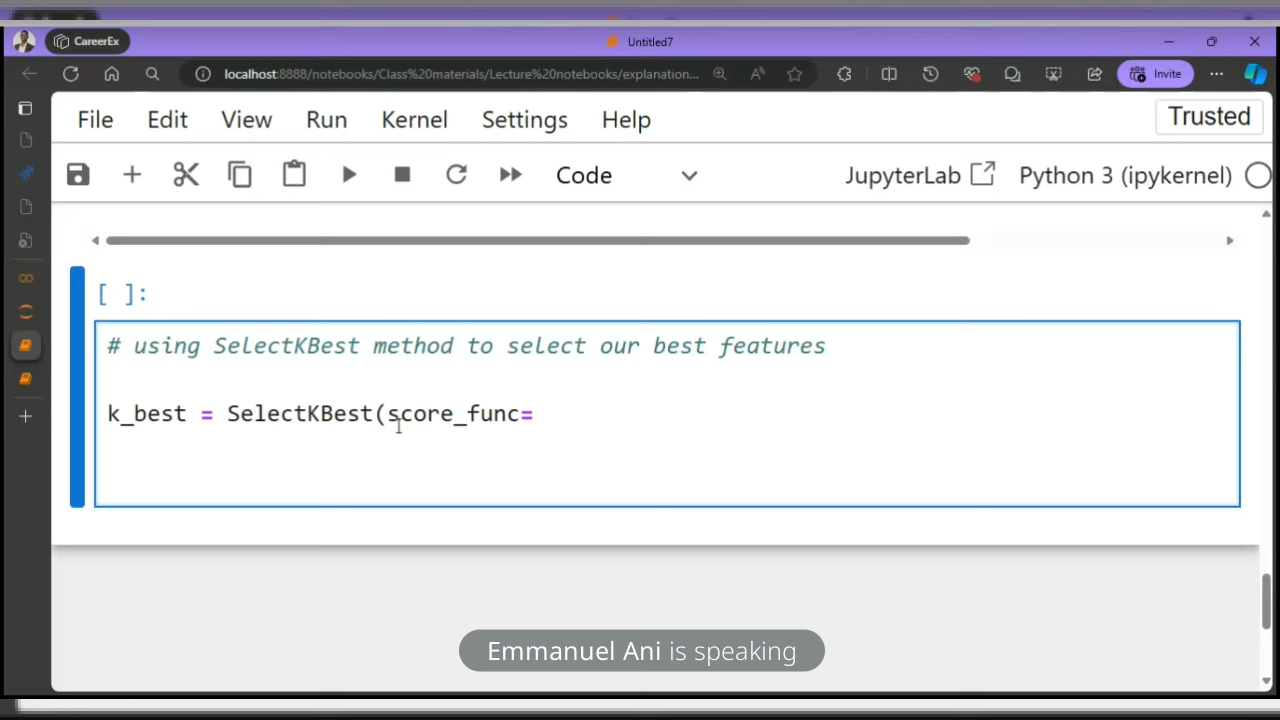 CareerEx
Untitled7
localhost:8888/notebooks/Class%20materials/Lecture%20notebooks/explanation...
Invite
File Edit View Run Kernel Settings Help
Trusted
Code
JupyterLab
Python 3 (ipykernel)
[ ]:
# using SelectKBest method to select our best features
k_best = SelectKBest(score_func=
Emmanuel Ani is speaking